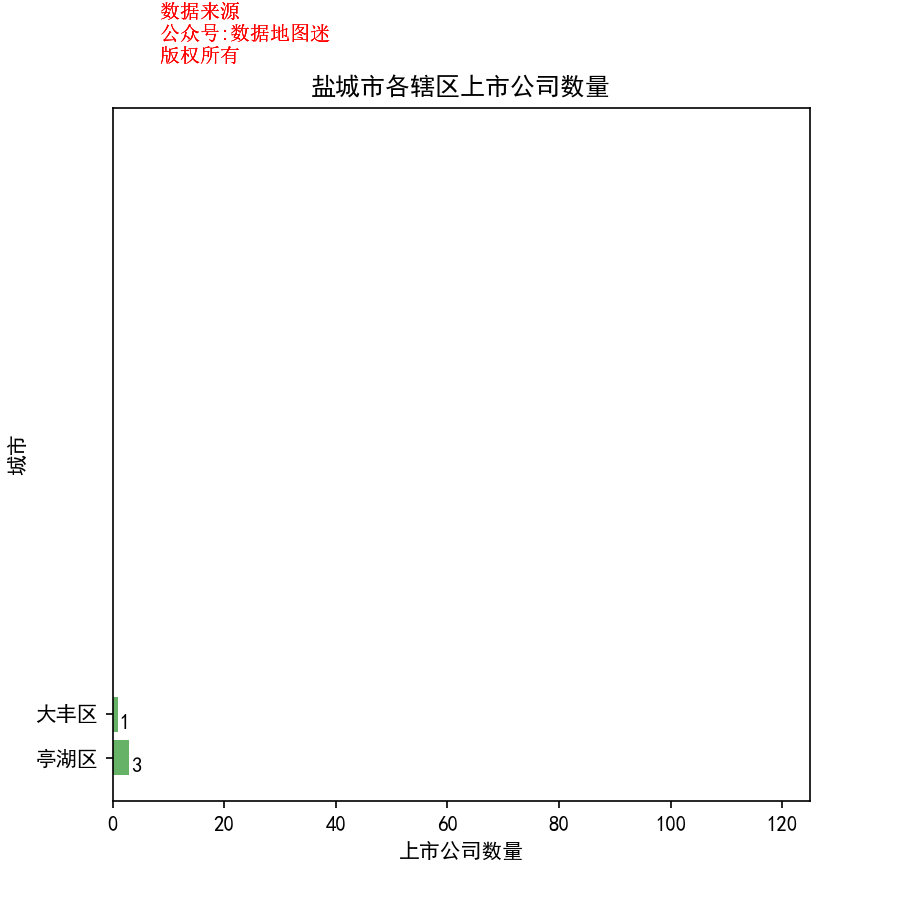 数据来源
公众号:数据地图迷
版权所有
盐城市各辖区上市公司数量
城市
大丰区
1
亭湖区
3
0 20 40 60 80 100 120
上市公司数量